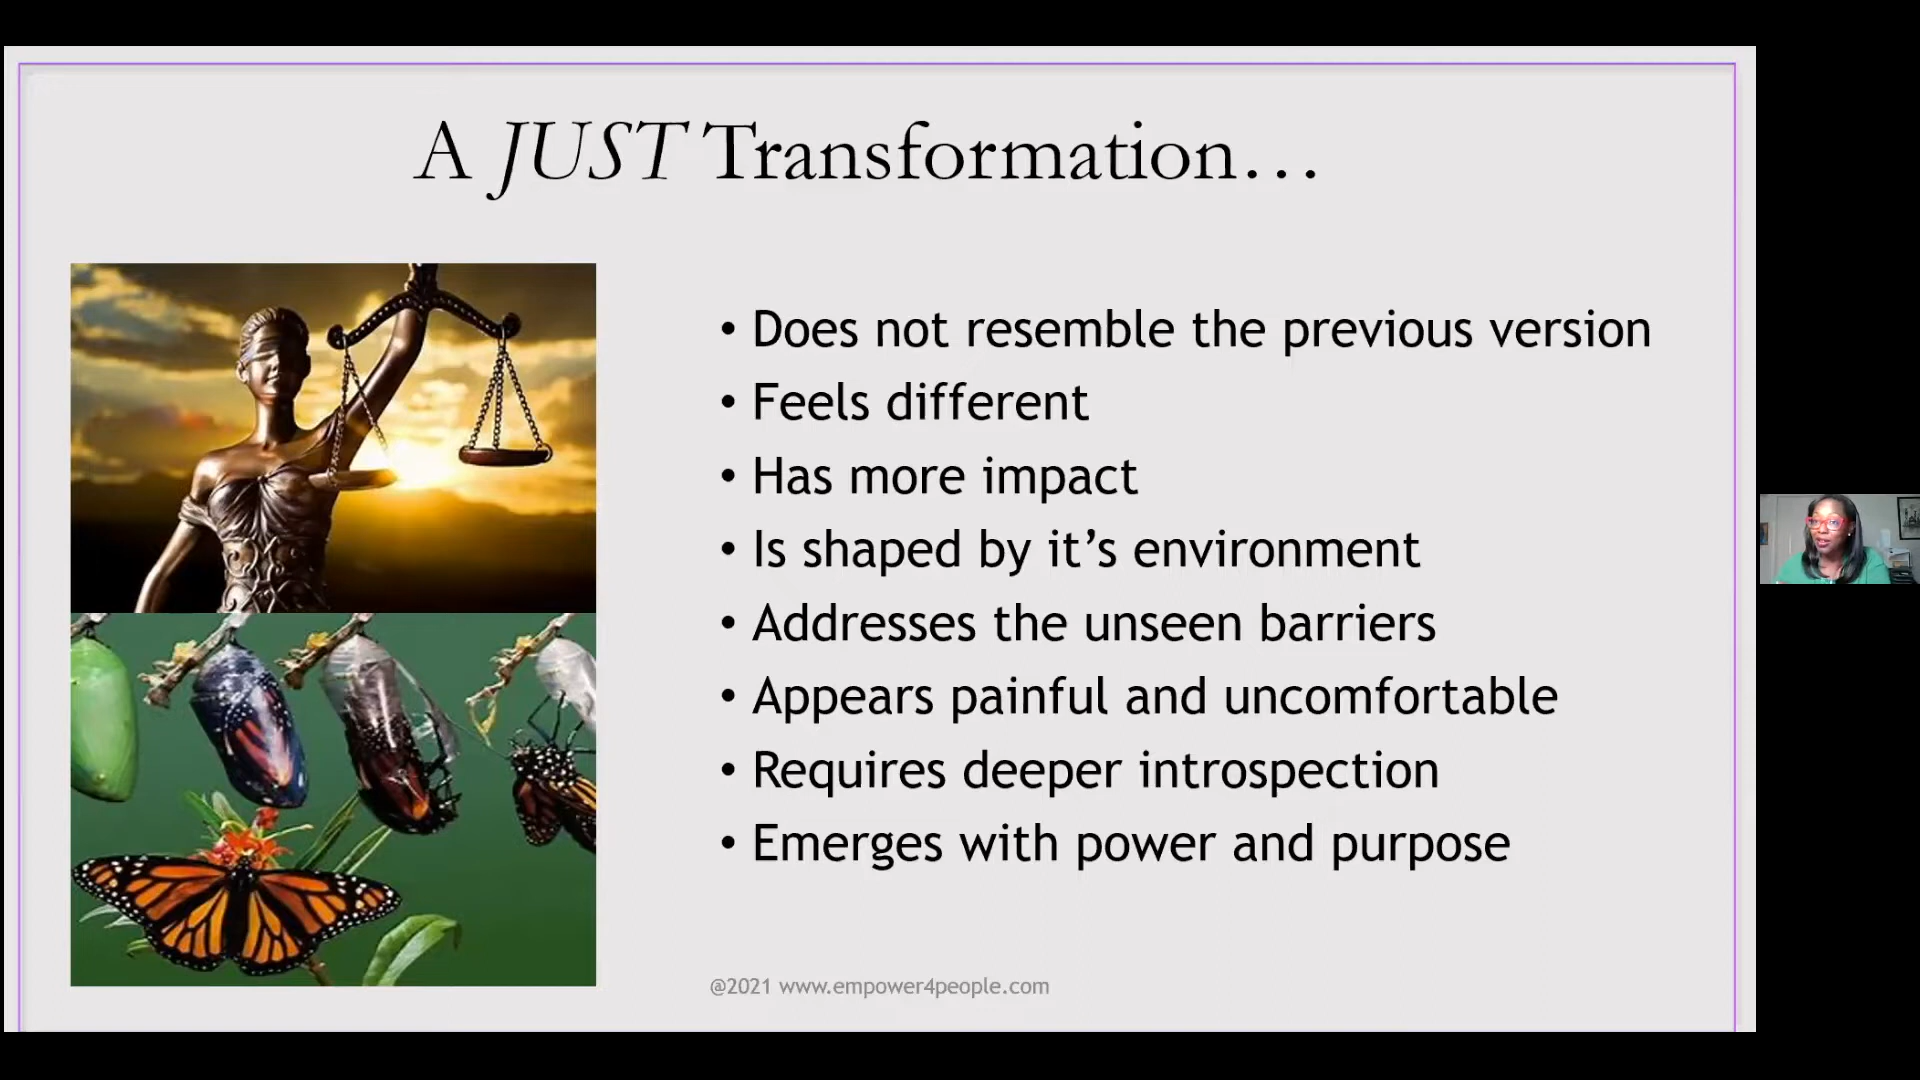 A JUST Transformation…
• Does not resemble the previous version
• Feels different
• Has more impact
• Is shaped by it’s environment
• Addresses the unseen barriers
• Appears painful and uncomfortable
• Requires deeper introspection
• Emerges with power and purpose
@2021 www.empower4people.com